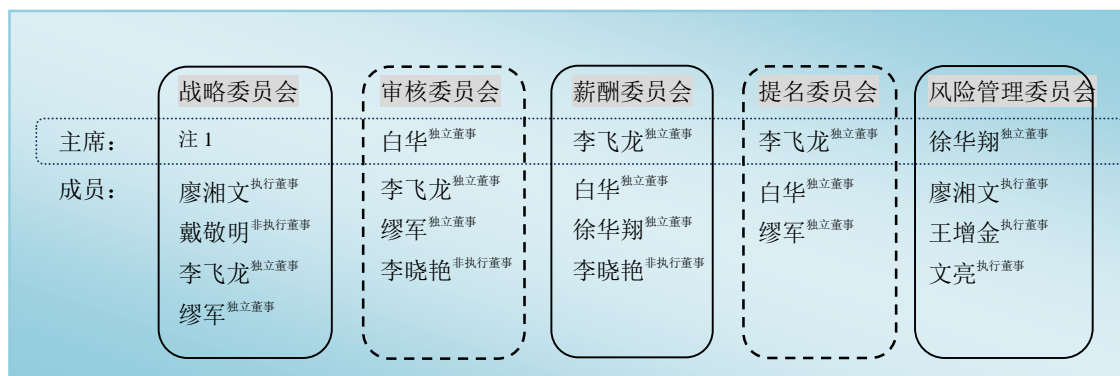 战略委员会 审核委员会 薪酬委员会 提名委员会 风险管理委员会
主席： 注 1 白华独立董事 李飞龙独立董事 李飞龙独立董事 徐华翔独立董事
成员： 廖湘文执行董事 李飞龙独立董事 白华独立董事 白华独立董事 廖湘文执行董事
戴敬明非执行董事 缪军独立董事 徐华翔独立董事 缪军独立董事 王增金执行董事
李飞龙独立董事 李晓艳非执行董事 李晓艳非执行董事 文亮执行董事
缪军独立董事